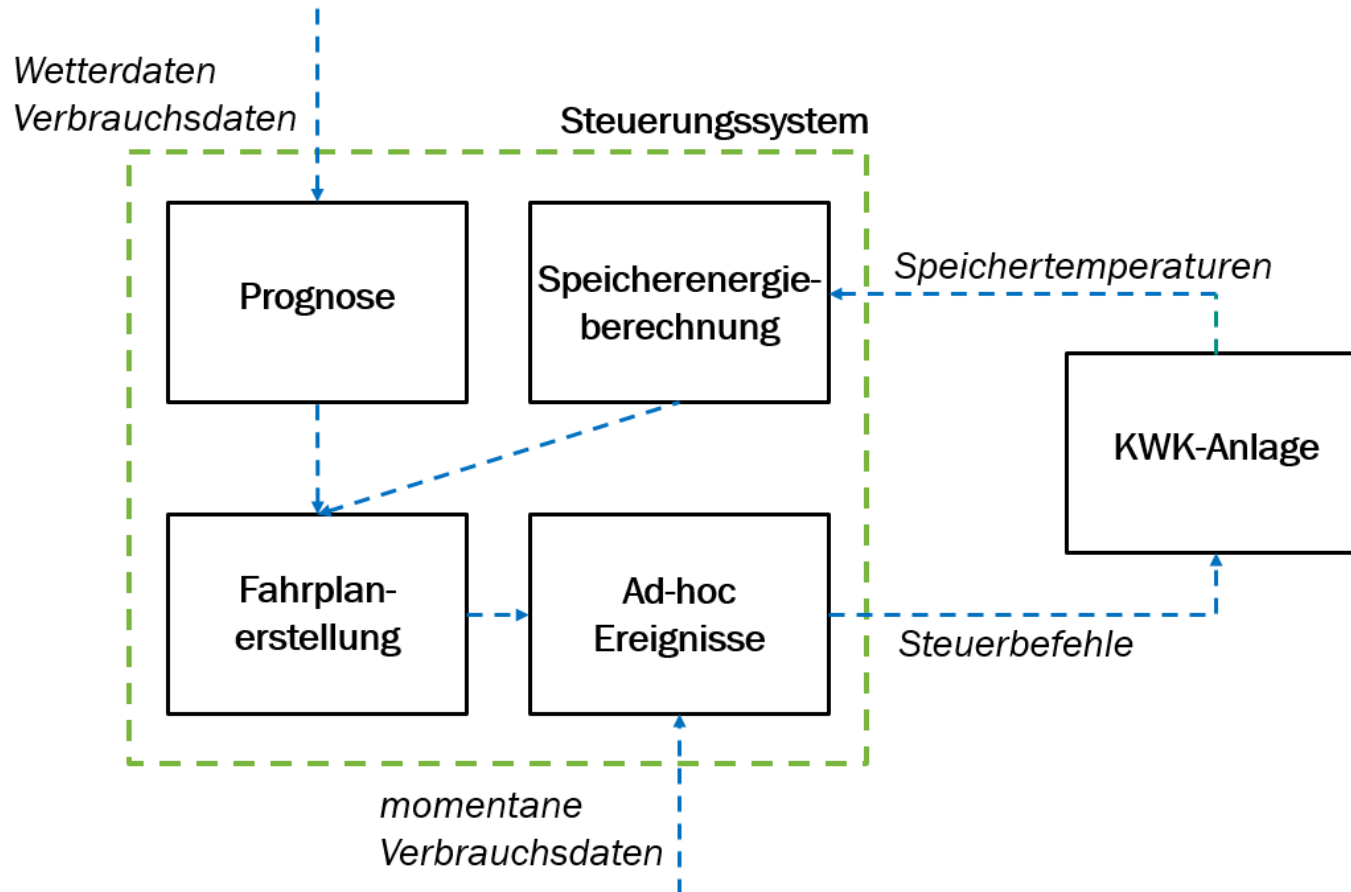 Wetterdaten
Verbrauchsdaten
Steuerungssystem
Prognose
Speicherenergie-
berechnung
Speichertemperaturen
KWK-Anlage
Fahrplan-
erstellung
Ad-hoc
Ereignisse
Steuerbefehle
momentane
Verbrauchsdaten